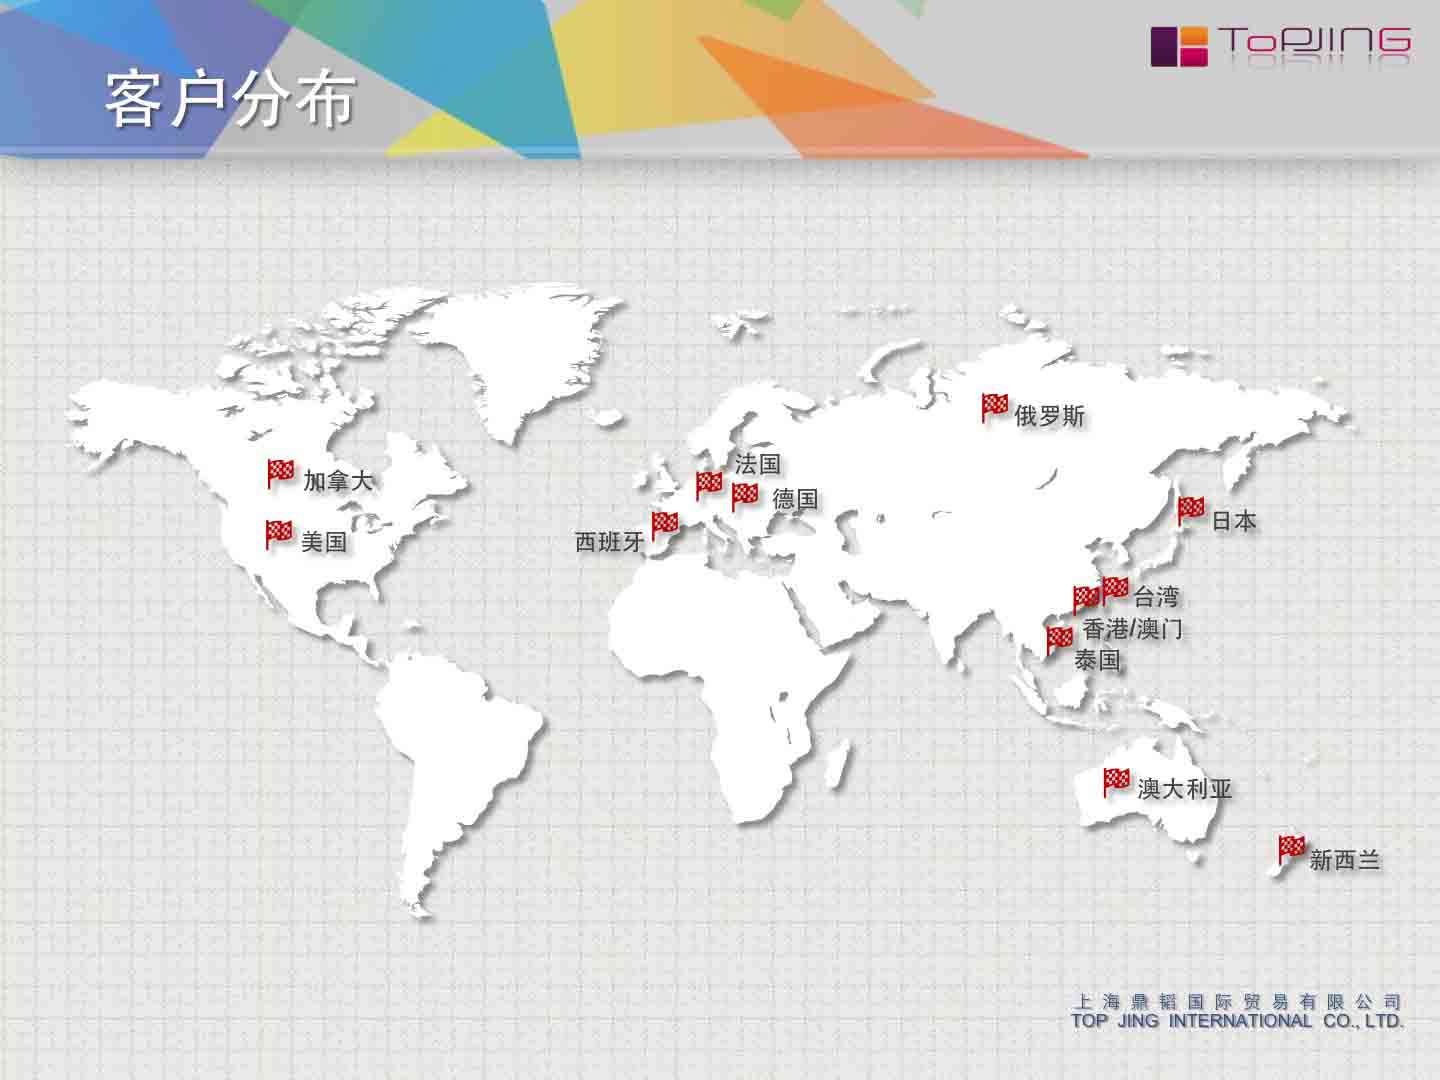 客户分布
TOPJING
俄罗斯
法国
加拿大
德国
日本
美国
西班牙
台湾
香港/澳门
泰国
澳大利亚
新西兰
上海鼎韬国际贸易有限公司
TOP JING INTERNATIONAL CO., LTD.